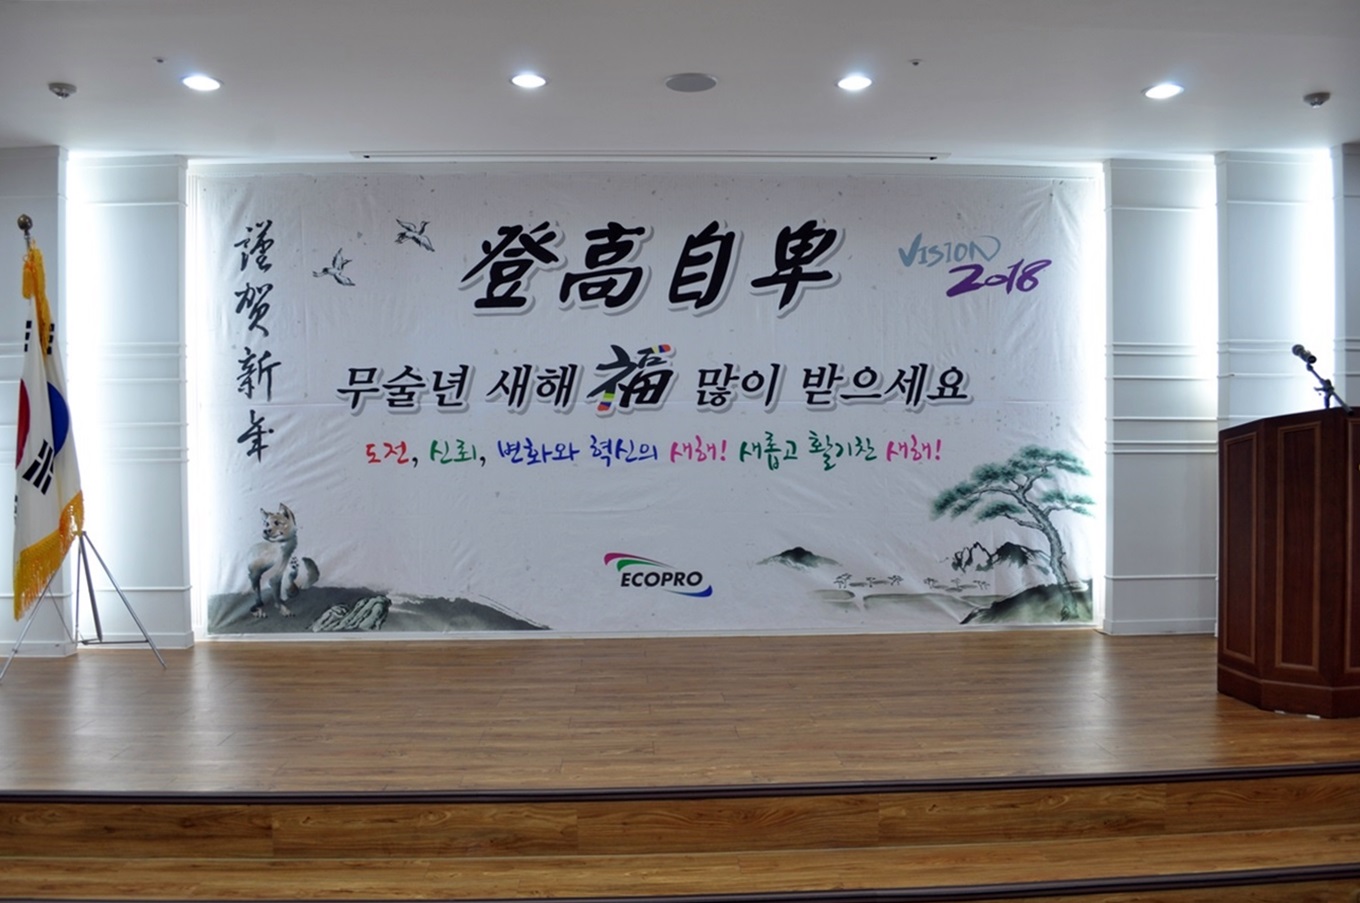 謹賀新年
登高自卑
VISION
2018
무술년 새해 福 많이 받으세요
도전, 신뢰, 변화와 혁신의 새해! 새롭고 활기찬 새해!
ECOPRO